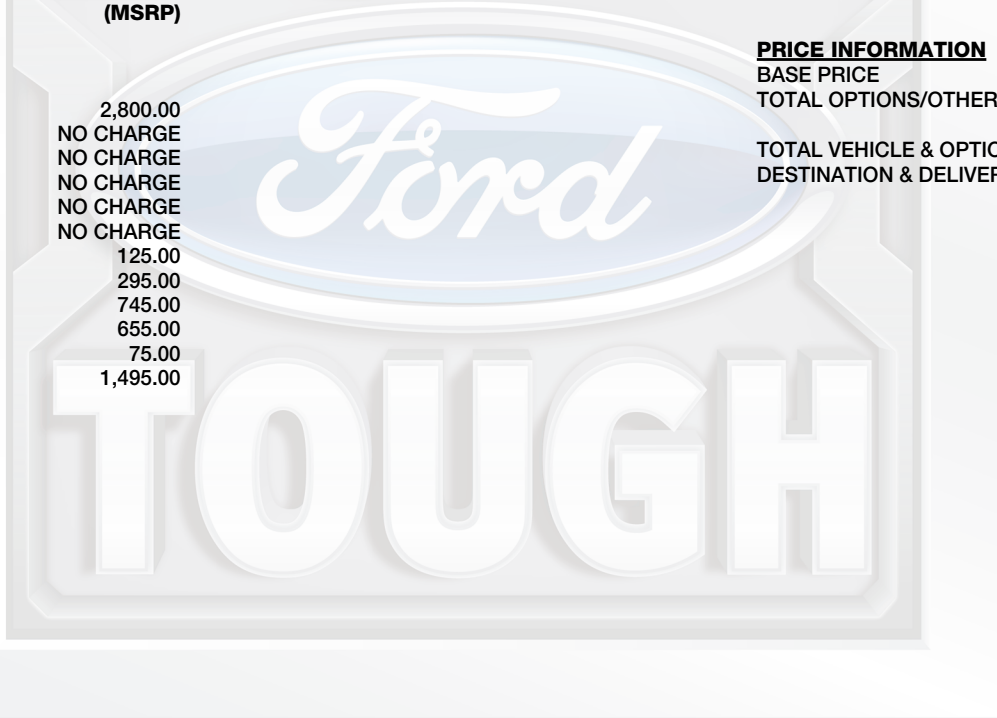 (MSRP)
2,800.00
NO CHARGE
NO CHARGE
NO CHARGE
NO CHARGE
NO CHARGE
125.00
295.00
745.00
655.00
75.00
1,495.00
PRICE INFORMATION
BASE PRICE
TOTAL OPTIONS/OTHER
TOTAL VEHICLE & OPTIO
DESTINATION & DELIVER
Ford
TOUGH